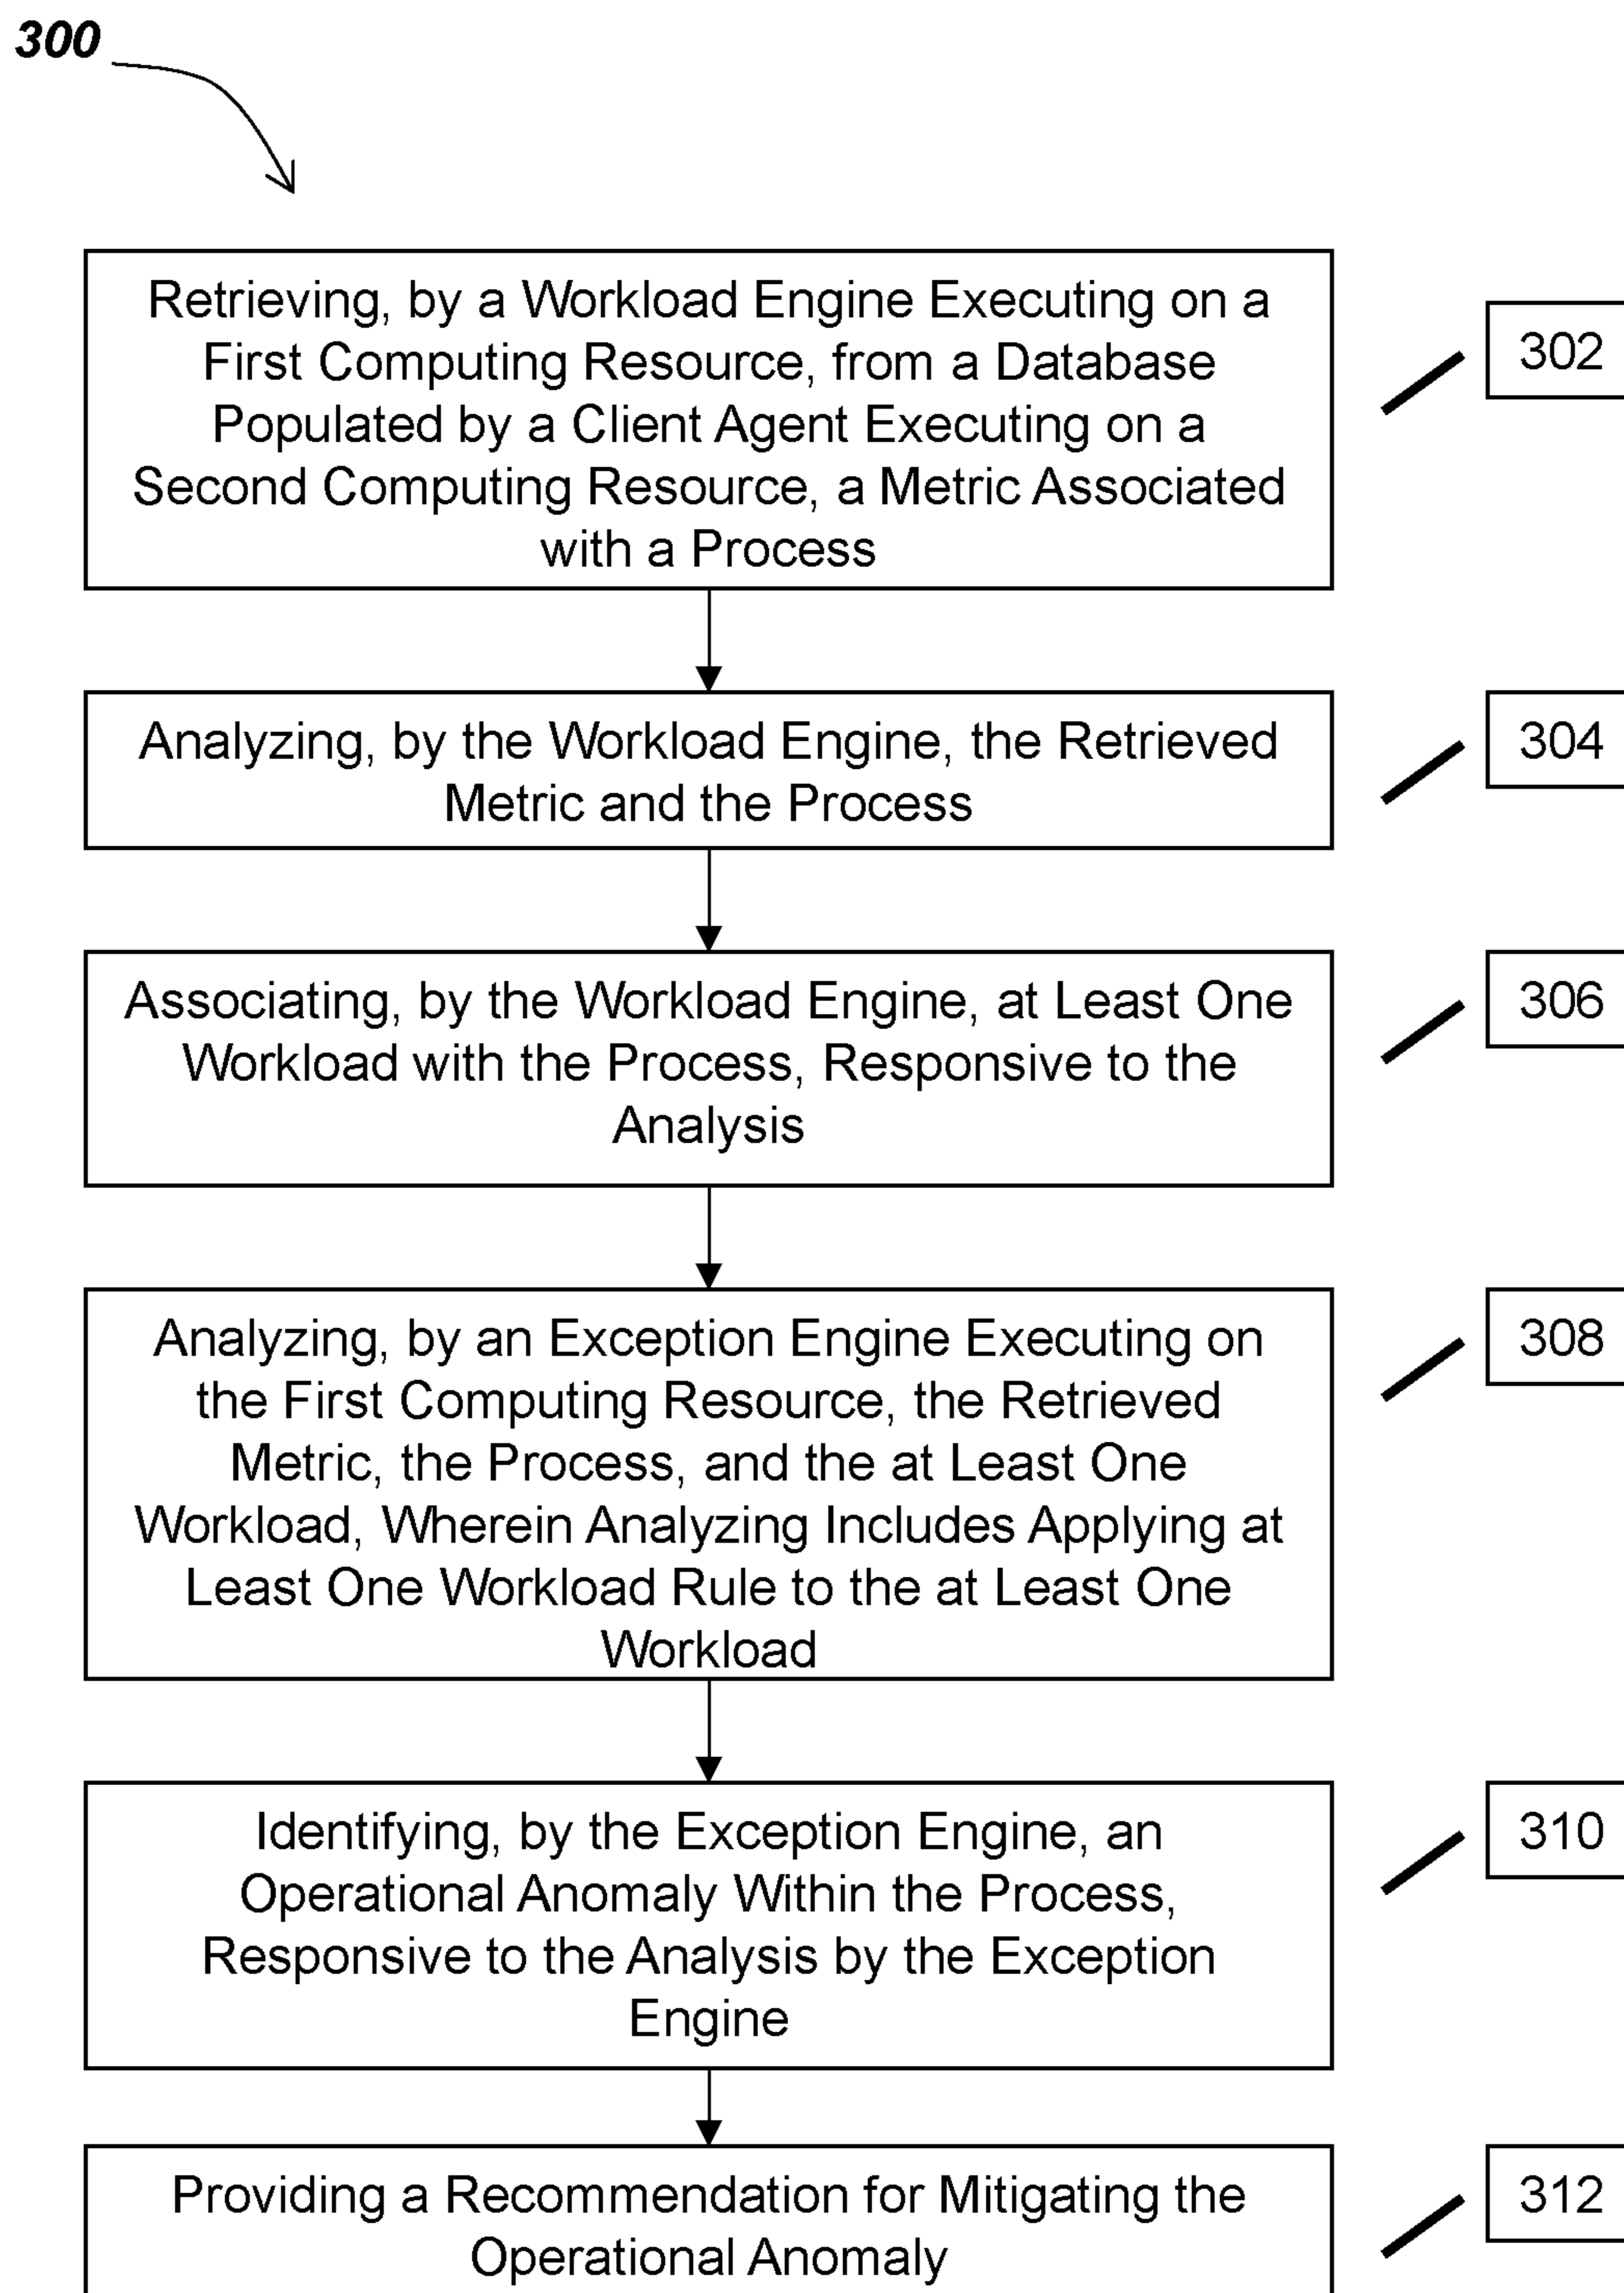 300
Retrieving, by a Workload Engine Executing on a
First Computing Resource, from a Database
Populated by a Client Agent Executing on a
Second Computing Resource, a Metric Associated
with a Process
302
Analyzing, by the Workload Engine, the Retrieved
Metric and the Process
304
Associating, by the Workload Engine, at Least One
Workload with the Process, Responsive to the
Analysis
306
Analyzing, by an Exception Engine Executing on
the First Computing Resource, the Retrieved
Metric, the Process, and the at Least One
Workload, Wherein Analyzing Includes Applying at
Least One Workload Rule to the at Least One
Workload
308
Identifying, by the Exception Engine, an
Operational Anomaly Within the Process,
Responsive to the Analysis by the Exception
Engine
310
Providing a Recommendation for Mitigating the
Operational Anomaly
312